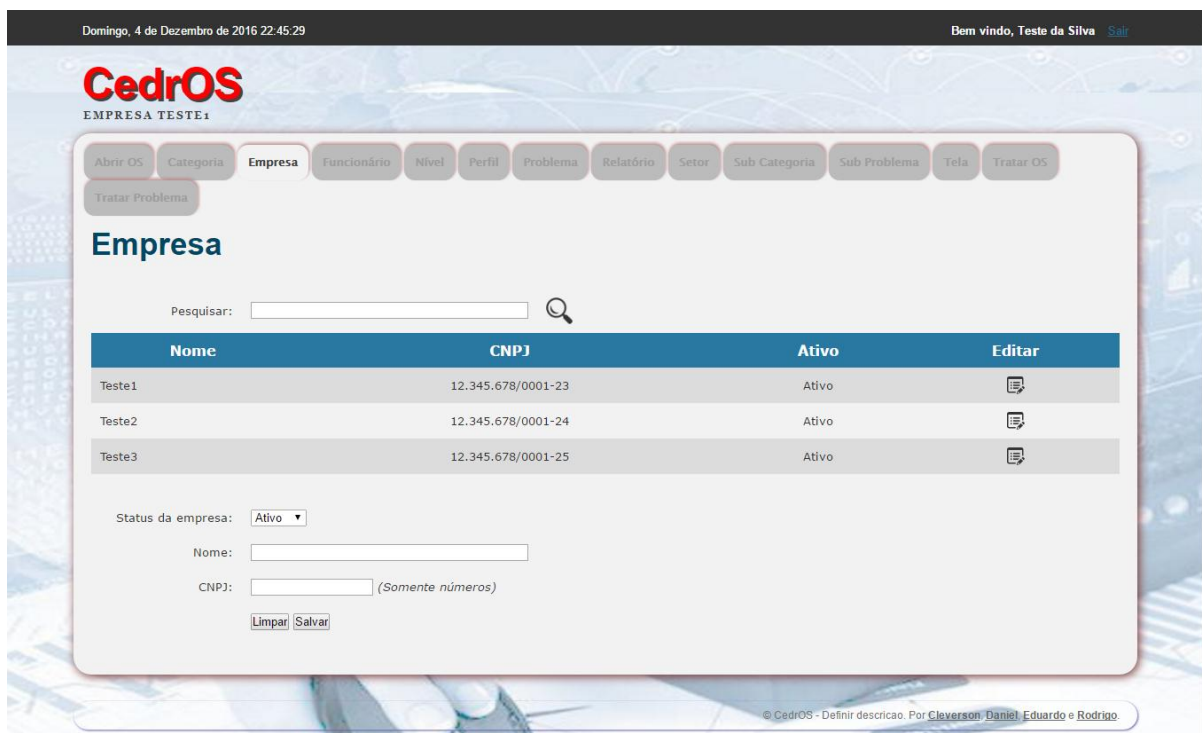 Domingo, 4 de Dezembro de 2016 22:45:29 Bem vindo, Teste da Silva Sair
CedrOS
EMPRESA TESTE1
Abrir OS Categoria Empresa Funcionário Nível Perfil Problema Relatório Setor Sub Categoria Sub Problema Tela Tratar OS
Tratar Problema
Empresa
Pesquisar:
Nome CNPJ Ativo Editar
Teste1 12.345.678/0001-23 Ativo
Teste2 12.345.678/0001-24 Ativo
Teste3 12.345.678/0001-25 Ativo
Status da empresa: Ativo
Nome:
CNPJ: (Somente números)
Limpar Salvar
© CedrOS - Definir descricao. Por Cleverson, Daniel, Eduardo e Rodrigo.